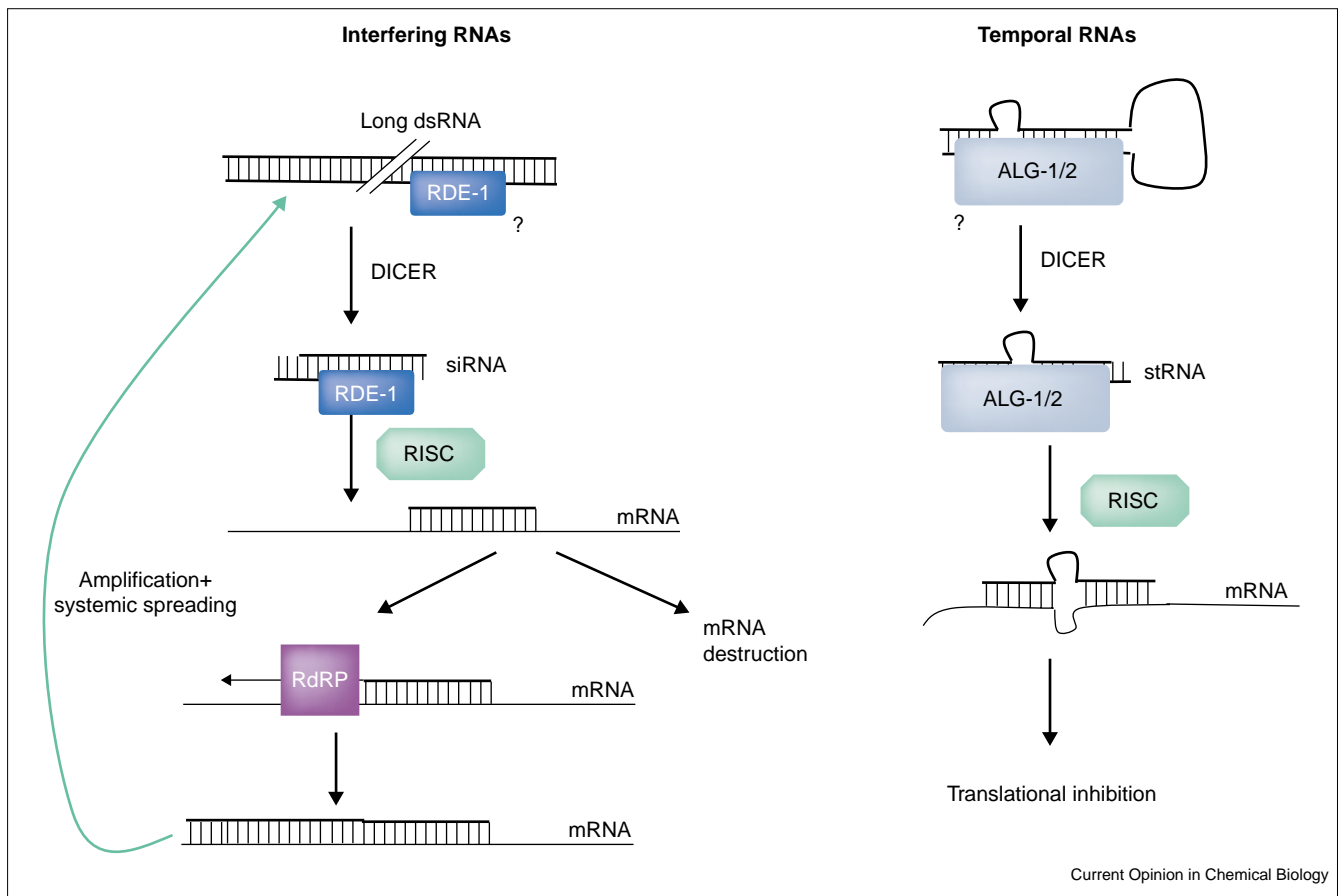 Interfering RNAs
Long dsRNA
RDE-1
?
DICER
siRNA
RDE-1
RISC
mRNA
Amplification+
systemic spreading
mRNA
destruction
RdRP
mRNA
mRNA
Temporal RNAs
ALG-1/2
?
DICER
stRNA
ALG-1/2
RISC
mRNA
Translational inhibition
Current Opinion in Chemical Biology